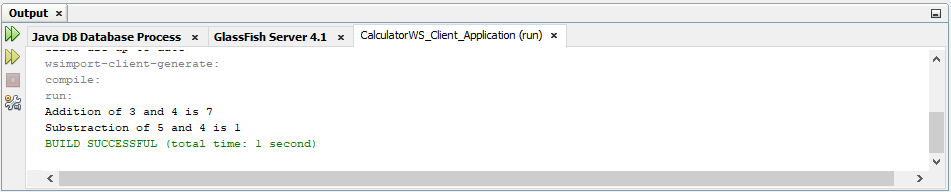 Output
Java DB Database Process
GlassFish Server 4.1
CalculatorWS_Client_Application (run)
wsimport-client-generate:
compile:
run:
Addition of 3 and 4 is 7
Substraction of 5 and 4 is 1
BUILD SUCCESSFUL (total time: 1 second)